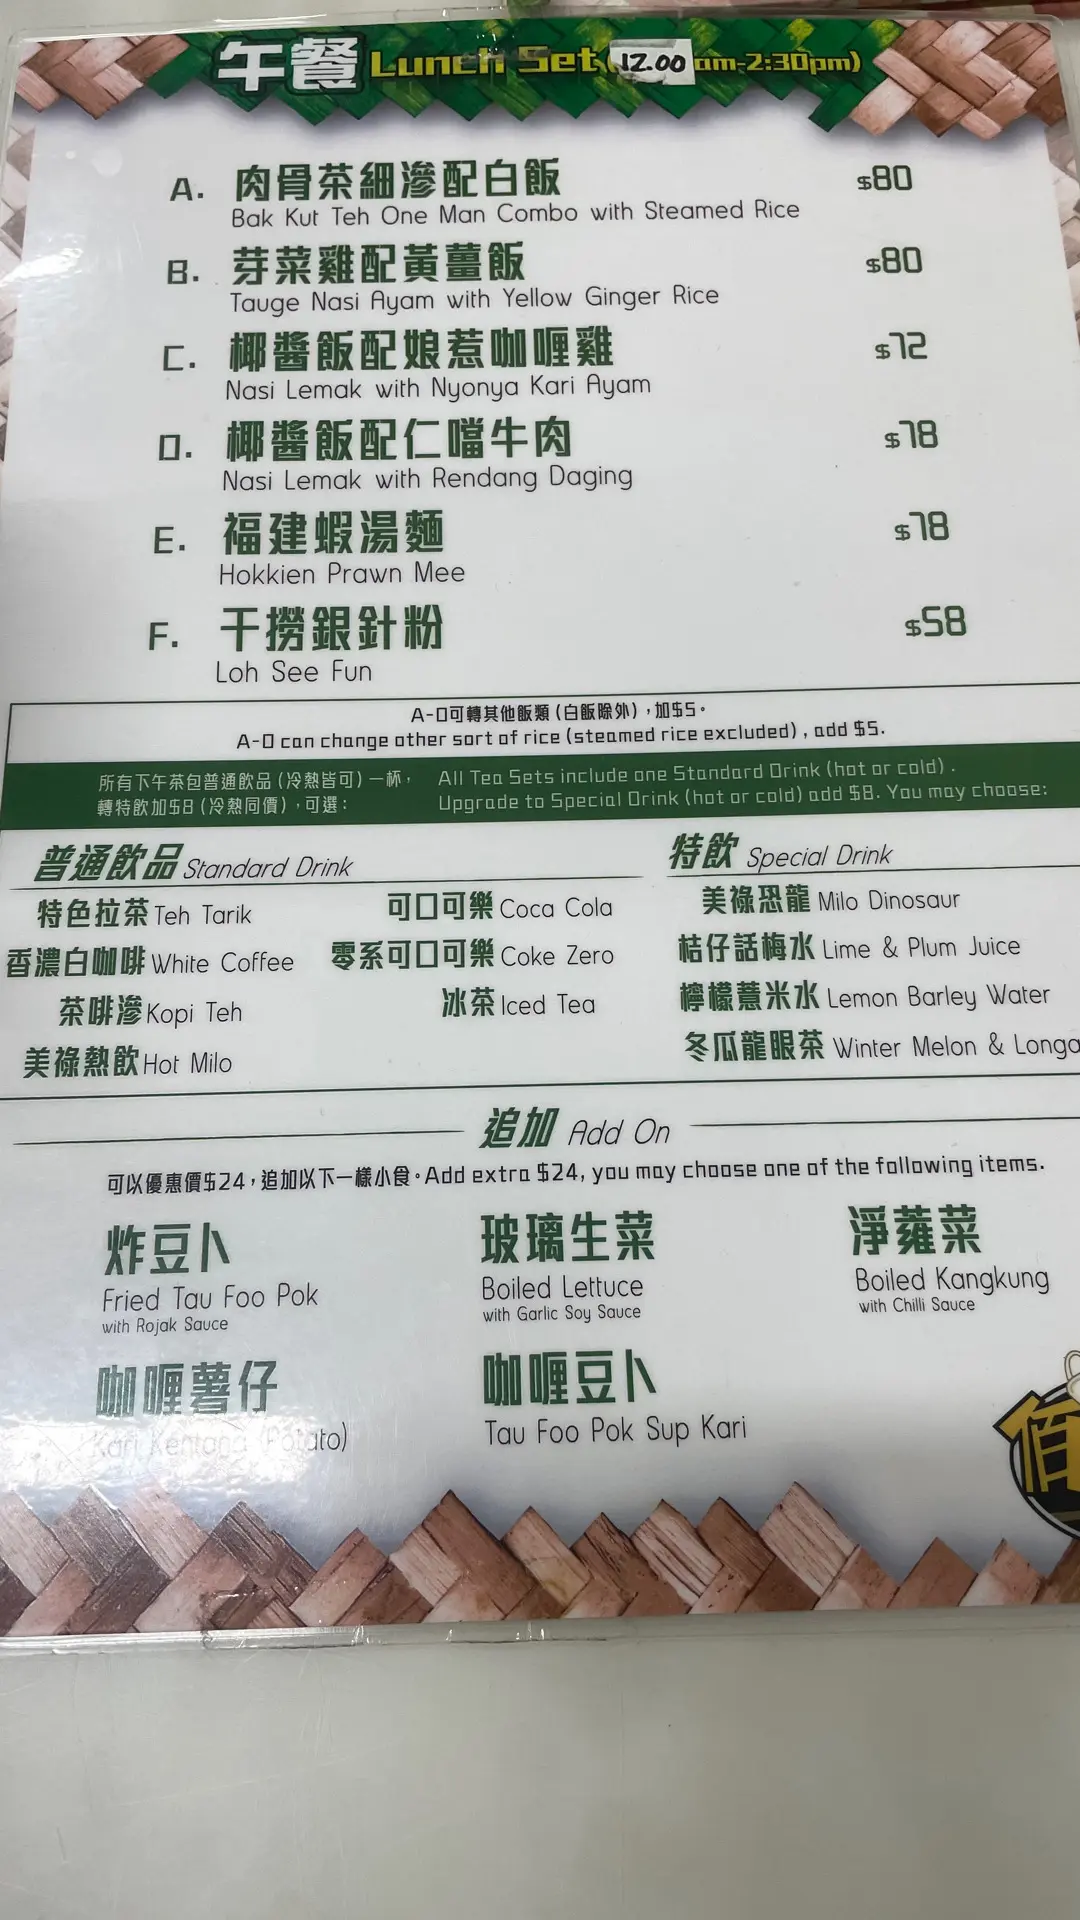 午餐 Lunch Set ( 12.00 am-2:30pm)
A. 肉骨茶細滲配白飯 $80
Bak Kut Teh One Man Combo with Steamed Rice
B. 芽菜雞配黃薑飯 $80
Tauge Nasi Ayam with Yellow Ginger Rice
C. 椰醬飯配娘惹咖喱雞 $72
Nasi Lemak with Nyonya Kari Ayam
D. 椰醬飯配仁噹牛肉 $78
Nasi Lemak with Rendang Daging
E. 福建蝦湯麵 $78
Hokkien Prawn Mee
F. 干撈銀針粉 $58
Loh See Fun
A-D可轉其他飯類 (白飯除外) ,加$5。
A-D can change other sort of rice (steamed rice excluded) , add $5.
所有下午茶包普通飲品 (冷熱皆可) 一杯, All Tea Sets include one Standard Drink (hot or cold) .
轉特飲加$8 (冷熱同價) ,可選: Upgrade to Special Drink (hot or cold) add $8. You may choose:
普通飲品 Standard Drink 特飲 Special Drink
特色拉茶 Teh Tarik 可口可樂 Coca Cola 美祿恐龍 Milo Dinosaur
香濃白咖啡 White Coffee 零系可口可樂 Coke Zero 桔仔話梅水 Lime & Plum Juice
茶啡滲 Kopi Teh 冰茶 Iced Tea 檸檬薏米水 Lemon Barley Water
美祿熱飲 Hot Milo 冬瓜龍眼茶 Winter Melon & Longa
追加 Add On
可以優惠價$24,追加以下一樣小食。Add extra $24, you may choose one of the following items.
炸豆卜 玻璃生菜 淨蕹菜
Fried Tau Foo Pok Boiled Lettuce Boiled Kangkung
with Rojak Sauce with Garlic Soy Sauce with Chilli Sauce
咖喱薯仔 咖喱豆卜
Kari Kentang (Potato) Tau Foo Pok Sup Kari
佰